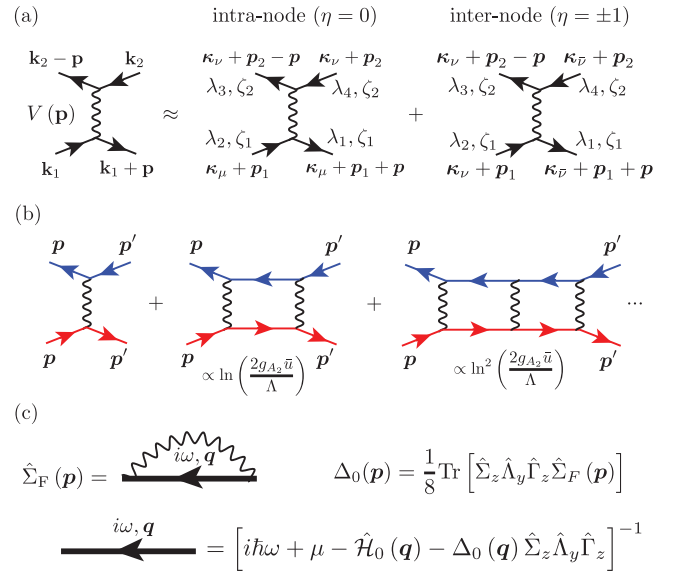 (a) intra-node (η = 0) inter-node (η = ±1)
k₂ − p k₂ κ_ν + p₂ − p κ_ν + p₂ κ_ν + p₂ − p κ_ν̄ + p₂
λ₃, ζ₂ λ₄, ζ₂ λ₃, ζ₂ λ₄, ζ₂
V(p) ≈ +
λ₂, ζ₁ λ₁, ζ₁ λ₂, ζ₁ λ₁, ζ₁
k₁ k₁ + p κ_μ + p₁ κ_μ + p₁ + p κ_ν + p₁ κ_ν̄ + p₁ + p
(b)
p p′ p p′ p p′
+ + ...
p p′ p p′ p p′
∝ ln (2g_{A₂}ū / Λ) ∝ ln² (2g_{A₂}ū / Λ)
(c)
iω, q
Σ̂_F (p) = Δ₀(p) = 1/8 Tr [Σ̂_z Λ̂_y Γ̂_z Σ̂_F (p)]
iω, q
= [iħω + μ − Ĥ₀ (q) − Δ₀ (q) Σ̂_z Λ̂_y Γ̂_z]⁻¹